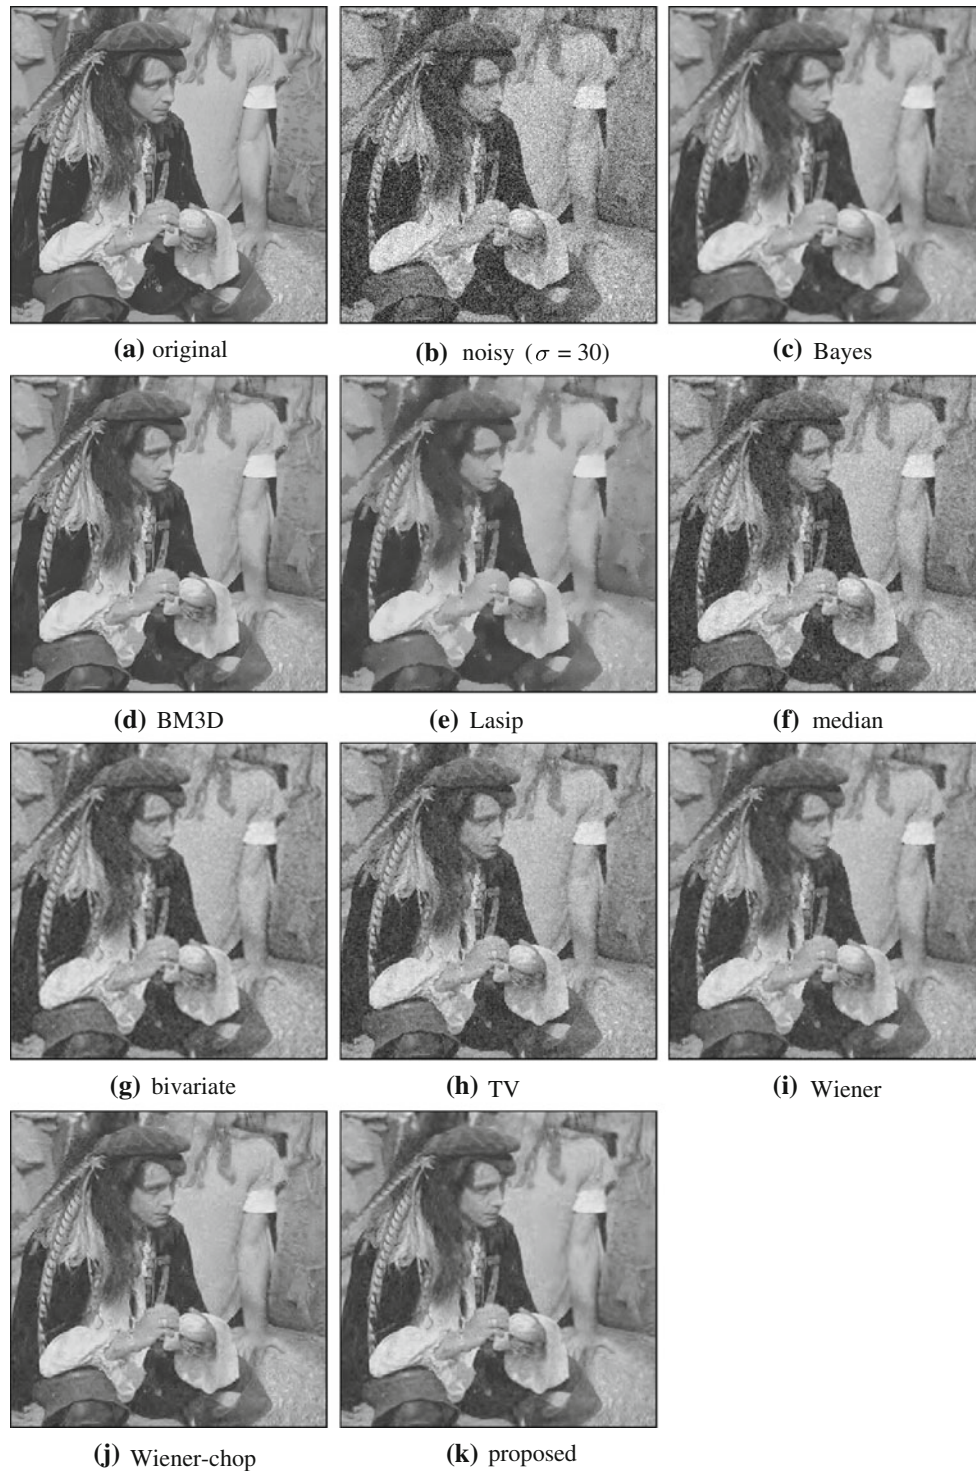 (a) original
(b) noisy (σ = 30)
(c) Bayes
(d) BM3D
(e) Lasip
(f) median
(g) bivariate
(h) TV
(i) Wiener
(j) Wiener-chop
(k) proposed